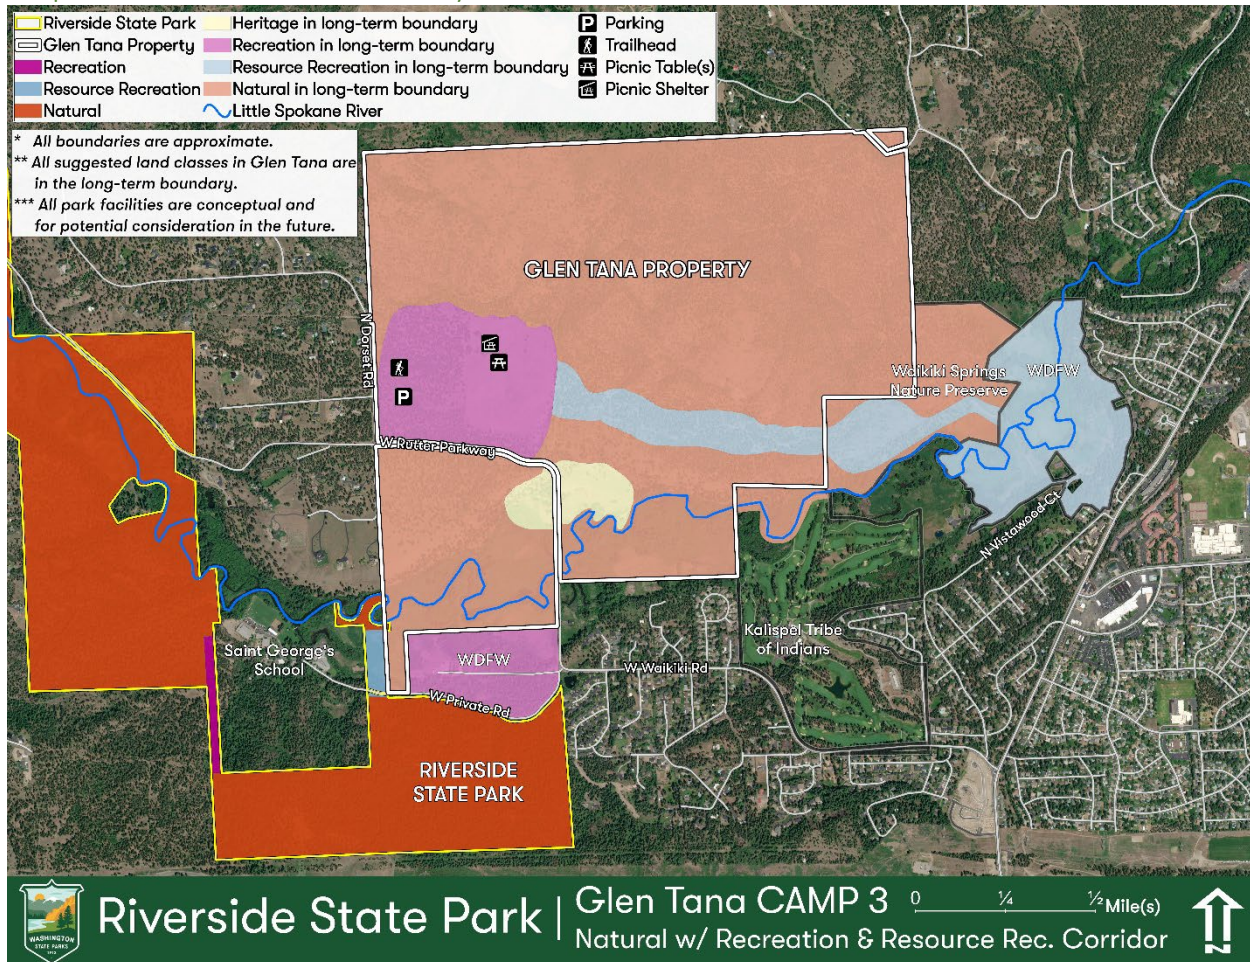 Riverside State Park
Glen Tana Property
Recreation
Resource Recreation
Natural
Heritage in long-term boundary
Recreation in long-term boundary
Resource Recreation in long-term boundary
Natural in long-term boundary
Little Spokane River
P Parking
Trailhead
Picnic Table(s)
Picnic Shelter
* All boundaries are approximate.
** All suggested land classes in Glen Tana are
in the long-term boundary.
*** All park facilities are conceptual and
for potential consideration in the future.
GLEN TANA PROPERTY
N Dorset Rd
P
W Rutter Parkway
Waikiki Springs
Nature Preserve
WDFW
N Vistawood Ct
Saint George's
School
WDFW
W Waikiki Rd
Kalispel Tribe
of Indians
W Private Rd
RIVERSIDE
STATE PARK
WASHINGTON
STATE PARKS
1913
Riverside State Park |
Glen Tana CAMP 3
Natural w/ Recreation & Resource Rec. Corridor
0 ¼ ½ Mile(s)
N